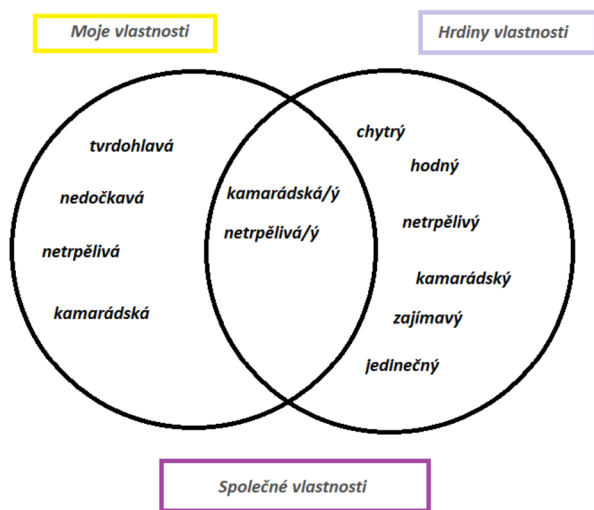 Moje vlastnosti
Hrdiny vlastnosti
tvrdohlavá
nedočkavá
netrpělivá
kamarádská
kamarádská/ý
netrpělivá/ý
chytrý
hodný
netrpělivý
kamarádský
zajímavý
jedinečný
Společné vlastnosti